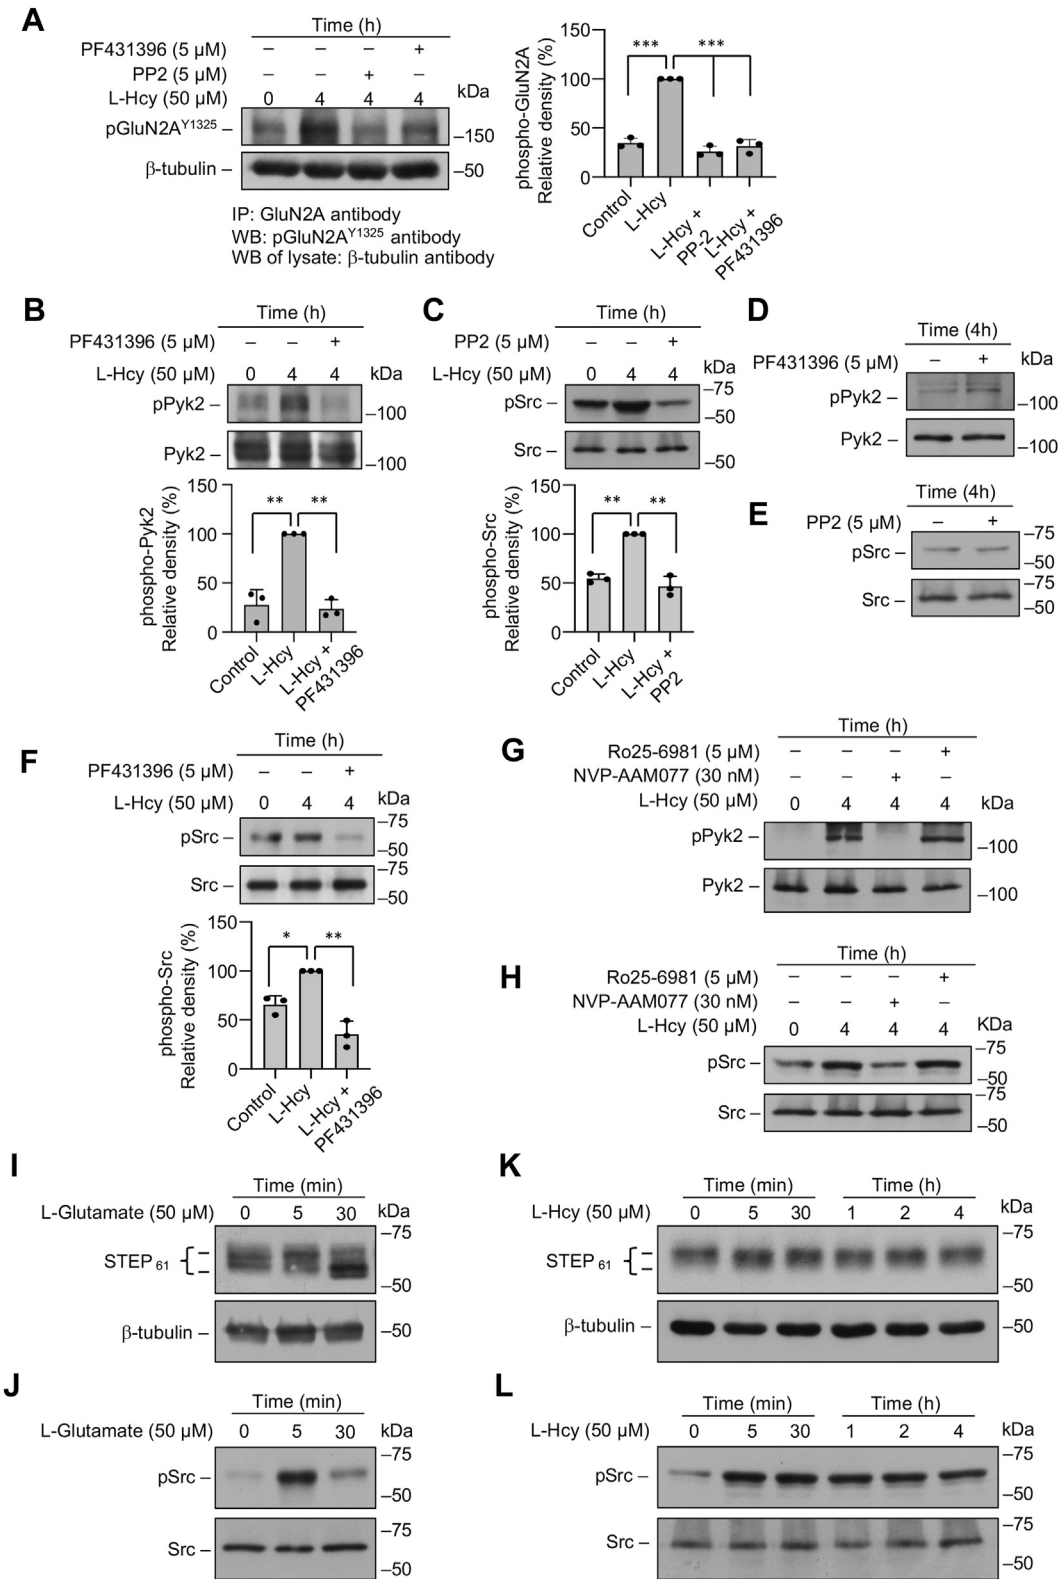 A
Time (h)
PF431396 (5 µM) – – – +
PP2 (5 µM) – – + –
L-Hcy (50 µM) 0 4 4 4 kDa
pGluN2A^Y1325 – –150
β-tubulin – –50
IP: GluN2A antibody
WB: pGluN2A^Y1325 antibody
WB of lysate: β-tubulin antibody
phospho-GluN2A
Relative density (%)
150
100
50
0
*** ***
Control
L-Hcy
L-Hcy +
PP-2
L-Hcy +
PF431396
B
Time (h)
PF431396 (5 µM) – – +
L-Hcy (50 µM) 0 4 4 kDa
pPyk2 – –100
Pyk2 – –100
phospho-Pyk2
Relative density (%)
150
100
50
0
** **
Control
L-Hcy
L-Hcy +
PF431396
C
Time (h)
PP2 (5 µM) – – +
L-Hcy (50 µM) 0 4 4 kDa
–75
pSrc – –50
Src – –50
phospho-Src
Relative density (%)
150
100
50
0
** **
Control
L-Hcy
L-Hcy +
PP2
D
Time (4h)
PF431396 (5 µM) – + kDa
pPyk2 – –100
Pyk2 – –100
E
Time (4h)
PP2 (5 µM) – +
–75
pSrc – –50
–75
Src – –50
F
Time (h)
PF431396 (5 µM) – – +
L-Hcy (50 µM) 0 4 4 kDa
–75
pSrc – –50
–75
Src – –50
phospho-Src
Relative density (%)
150
100
50
0
* **
Control
L-Hcy
L-Hcy +
PF431396
G
Time (h)
Ro25-6981 (5 µM) – – – +
NVP-AAM077 (30 nM) – – + –
L-Hcy (50 µM) 0 4 4 4 kDa
pPyk2 – –100
Pyk2 – –100
H
Time (h)
Ro25-6981 (5 µM) – – – +
NVP-AAM077 (30 nM) – – + –
L-Hcy (50 µM) 0 4 4 4 KDa
–75
pSrc – –50
–75
Src – –50
I
Time (min)
L-Glutamate (50 µM) 0 5 30 kDa
–75
STEP 61
–50
β-tubulin – –50
J
Time (min)
L-Glutamate (50 µM) 0 5 30 kDa
–75
pSrc –
–50
–75
Src –
–50
K
Time (min) Time (h)
L-Hcy (50 µM) 0 5 30 1 2 4 kDa
–75
STEP 61
–50
β-tubulin – –50
L
Time (min) Time (h)
L-Hcy (50 µM) 0 5 30 1 2 4 kDa
–75
pSrc –
–50
–75
Src –
–50